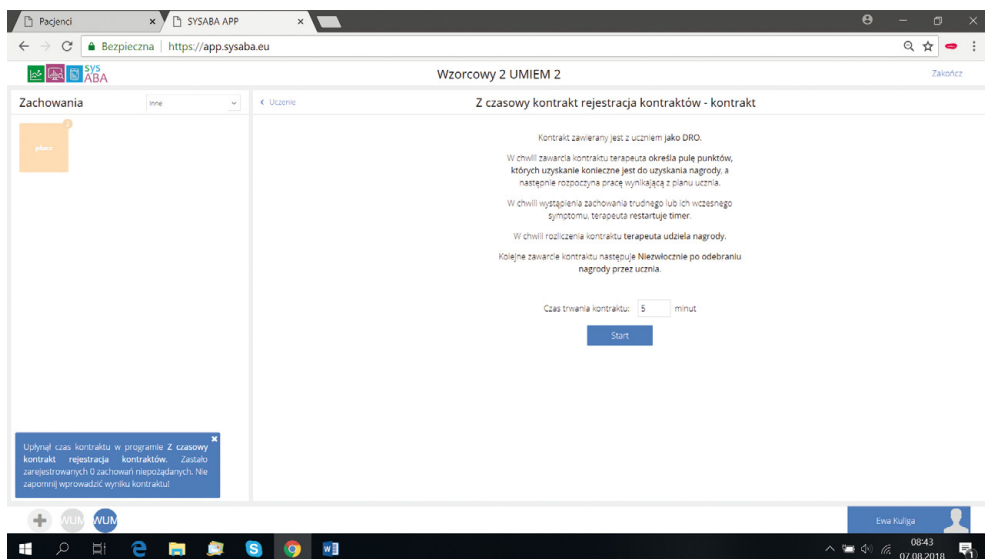 Pacjenci
SYSABA APP
Bezpieczna
https://app.sysaba.eu
SYS
ABA
Wzorcowy 2 UMIEM 2
Zakończ
Zachowania
Inne
Uczenie
Z czasowy kontrakt rejestracja kontraktów - kontrakt
płacz
2
Kontrakt zawierany jest z uczniem jako DRO.
W chwili zawarcia kontraktu terapeuta określa pulę punktów,
których uzyskanie konieczne jest do uzyskania nagrody, a
następnie rozpoczyna pracę wynikającą z planu ucznia.
W chwili wystąpienia zachowania trudnego lub ich wczesnego
symptomu, terapeuta restartuje timer.
W chwili rozliczenia kontraktu terapeuta udziela nagrody.
Kolejne zawarcie kontraktu następuje Niezwłocznie po odebraniu
nagrody przez ucznia.
Czas trwania kontraktu: 5 minut
Start
Upłynął czas kontraktu w programie Z czasowy
kontrakt rejestracja kontraktów. Zastało
zarejestrowanych 0 zachowań niepożądanych. Nie
zapomnij wprowadzić wyniku kontraktu!
WUM
WUM
Ewa Kuliga
08:43
07.08.2018